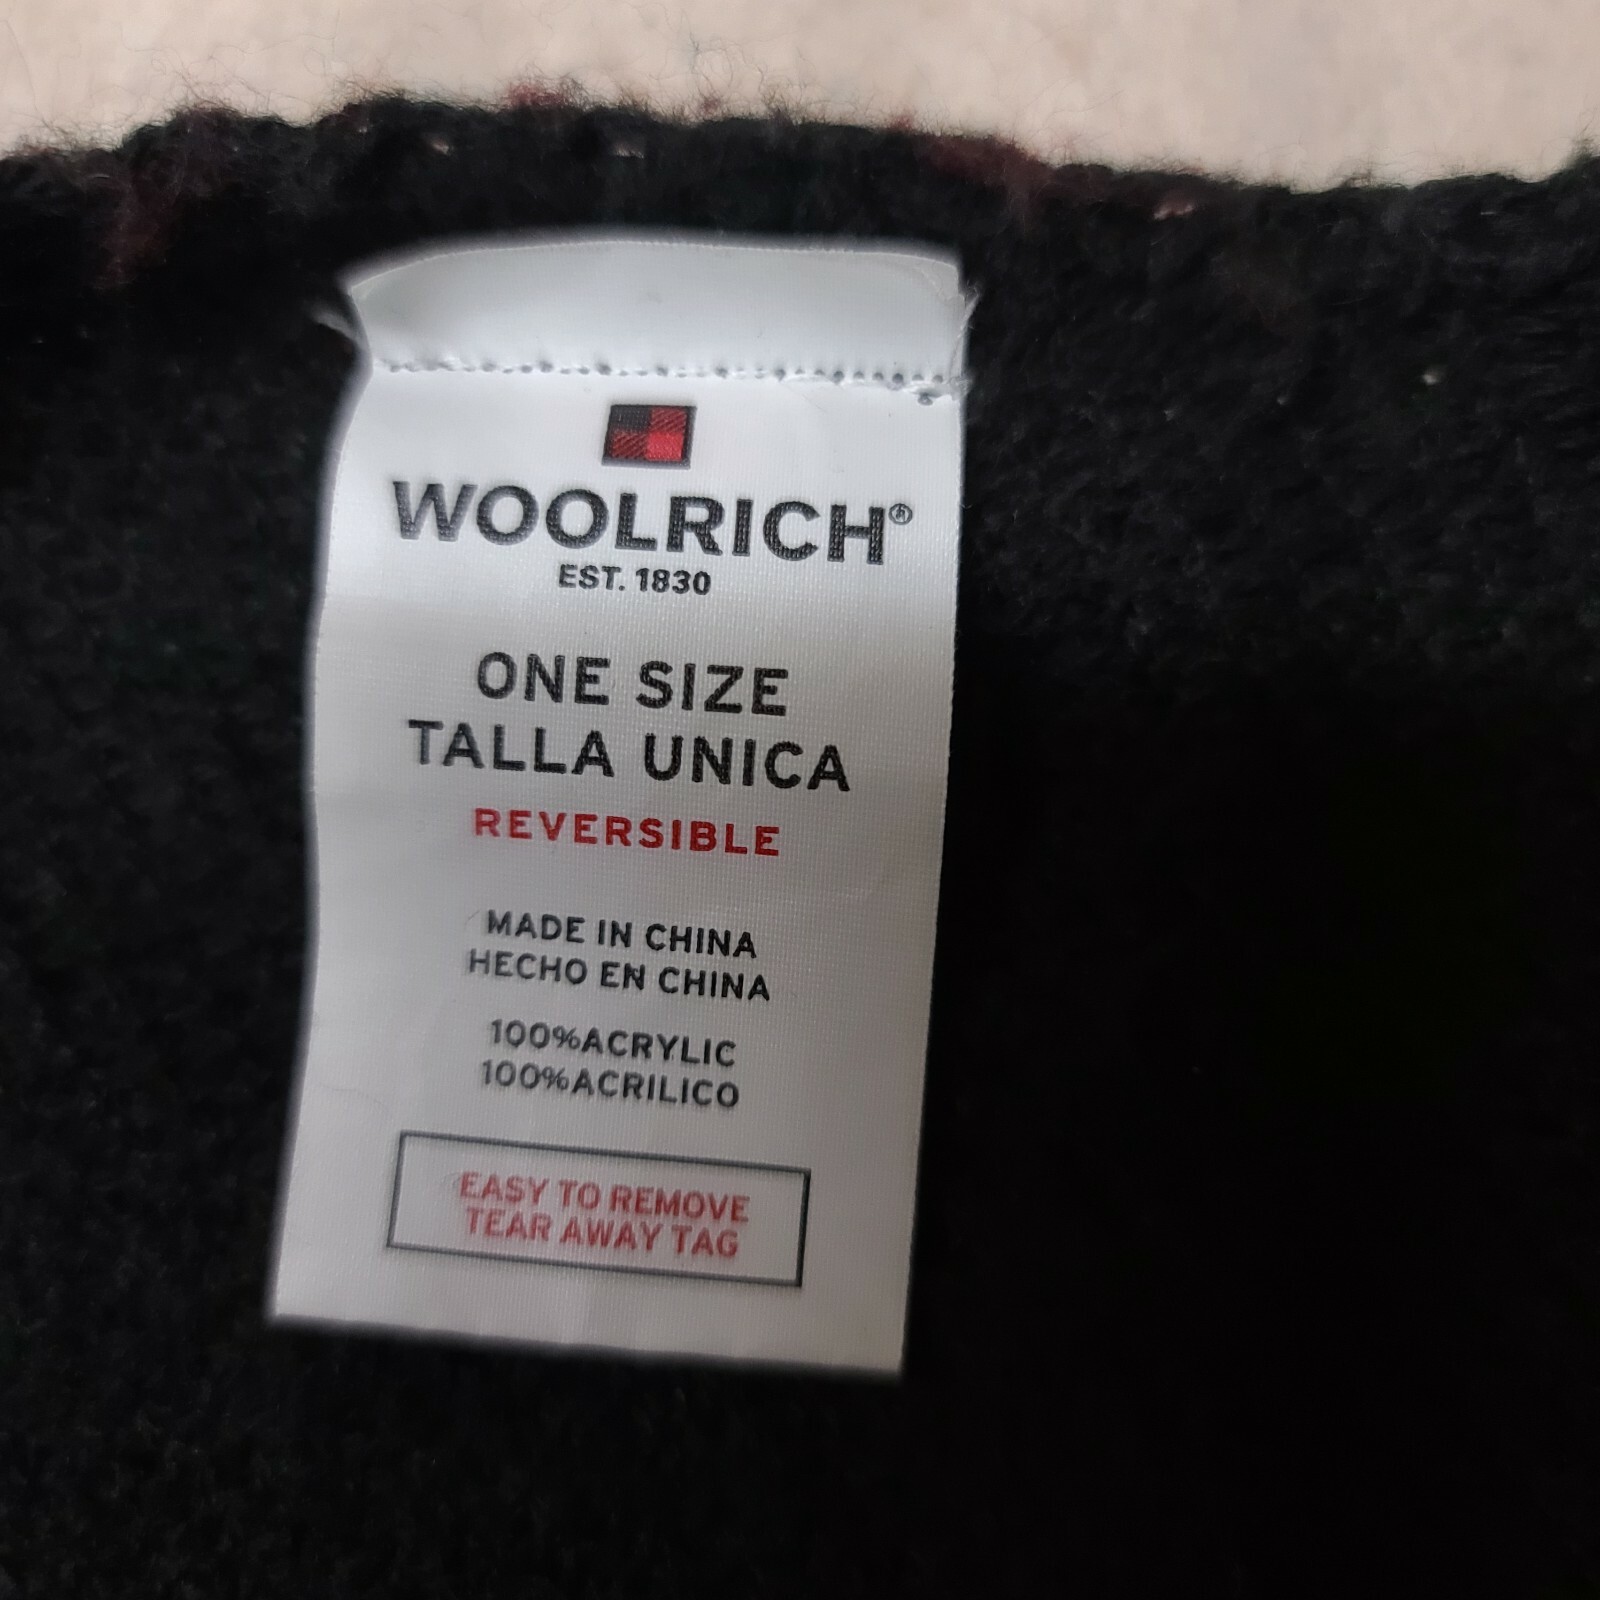 WOOLRICH®
EST. 1830
ONE SIZE
TALLA UNICA
REVERSIBLE
MADE IN CHINA
HECHO EN CHINA
100%ACRYLIC
100%ACRILICO
EASY TO REMOVE
TEAR AWAY TAG